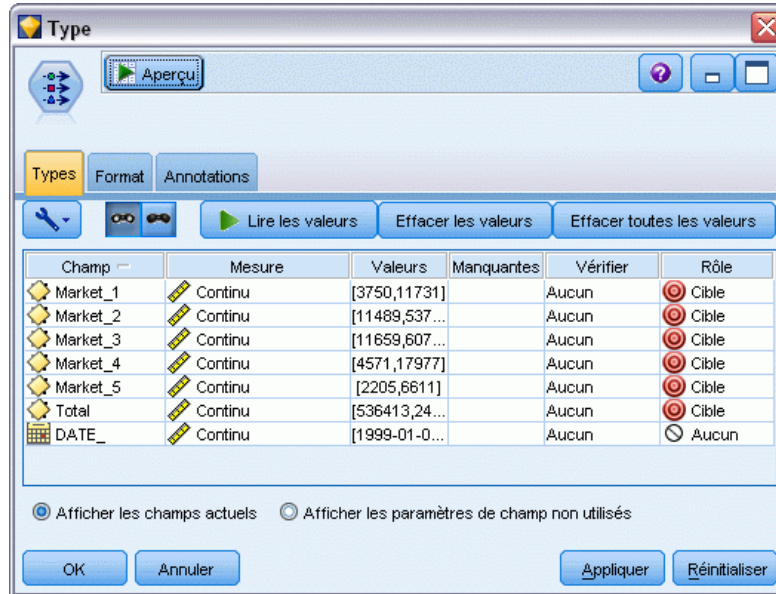 Type
Aperçu
Types Format Annotations
Lire les valeurs Effacer les valeurs Effacer toutes les valeurs
Champ Mesure Valeurs Manquantes Vérifier Rôle
Market_1 Continu [3750,11731] Aucun Cible
Market_2 Continu [11489,537... Aucun Cible
Market_3 Continu [11659,607... Aucun Cible
Market_4 Continu [4571,17977] Aucun Cible
Market_5 Continu [2205,6611] Aucun Cible
Total Continu [536413,24... Aucun Cible
DATE_ Continu [1999-01-0... Aucun Aucun
Afficher les champs actuels Afficher les paramètres de champ non utilisés
OK Annuler Appliquer Réinitialiser